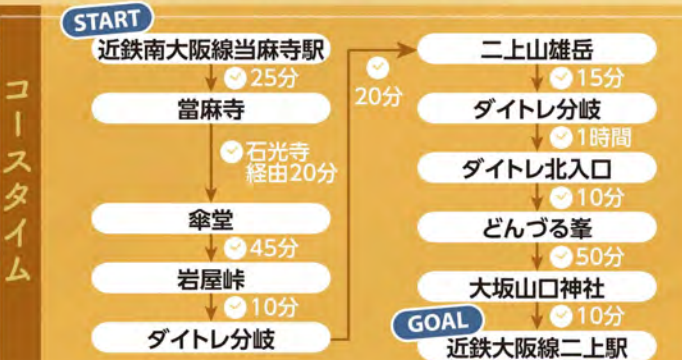 コースタイム
START
近鉄南大阪線当麻寺駅
25分
當麻寺
石光寺
経由20分
傘堂
45分
岩屋峠
10分
ダイトレ分岐
20分
二上山雄岳
15分
ダイトレ分岐
1時間
ダイトレ北入口
10分
どんづる峯
50分
大坂山口神社
10分
GOAL
近鉄大阪線二上駅